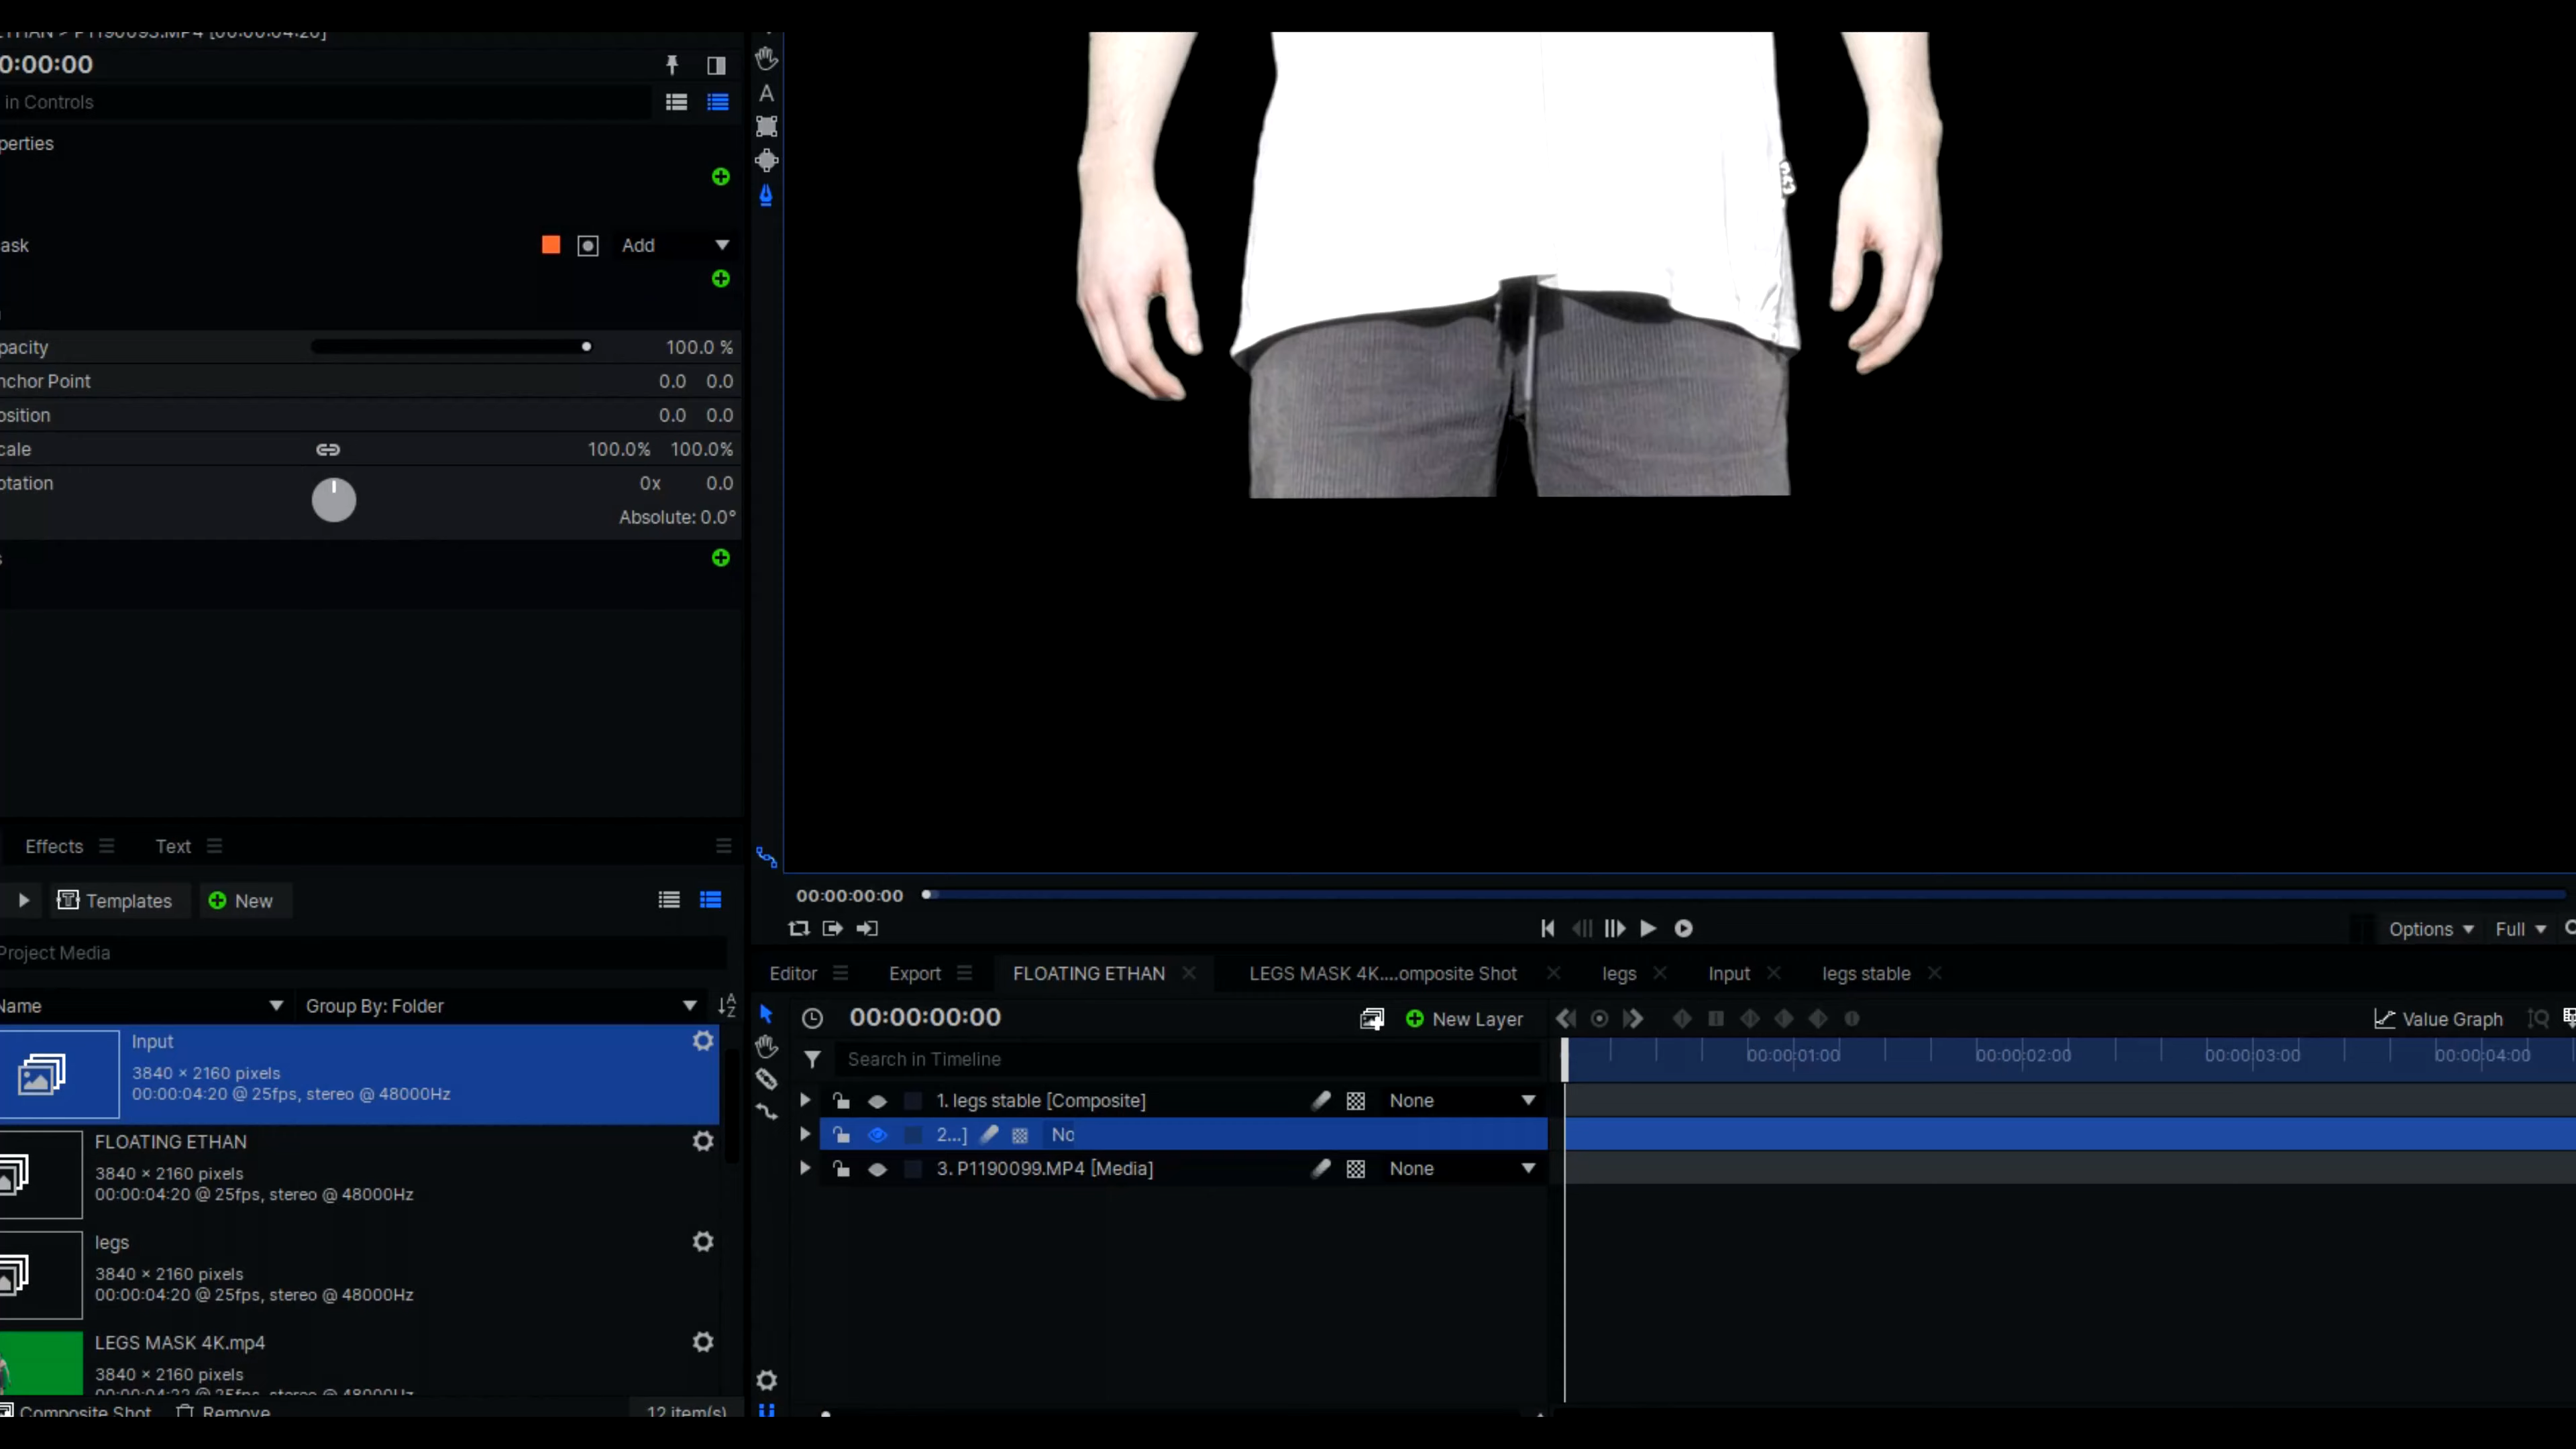 0:00:00
in Controls
perties
ask
Add
pacity
100.0 %
nchor Point
0.0 0.0
osition
0.0 0.0
cale
100.0% 100.0%
otation
0x 0.0
Absolute: 0.0°
Effects
Text
Templates
New
Project Media
Name
Group By: Folder
Input
3840 × 2160 pixels
00:00:04:20 @ 25fps, stereo @ 48000Hz
FLOATING ETHAN
3840 × 2160 pixels
00:00:04:20 @ 25fps, stereo @ 48000Hz
legs
3840 × 2160 pixels
00:00:04:20 @ 25fps, stereo @ 48000Hz
LEGS MASK 4K.mp4
3840 × 2160 pixels
00:00:04:22 @ 25fps, stereo @ 48000Hz
Composite Shot
Remove
12 item(s)
A
00:00:00:00
Options
Full
Editor
Export
FLOATING ETHAN
LEGS MASK 4K....omposite Shot
legs
Input
legs stable
00:00:00:00
New Layer
Value Graph
Search in Timeline
00:00:01:00
00:00:02:00
00:00:03:00
00:00:04:00
1. legs stable [Composite]
None
2...]
No
3. P1190099.MP4 [Media]
None